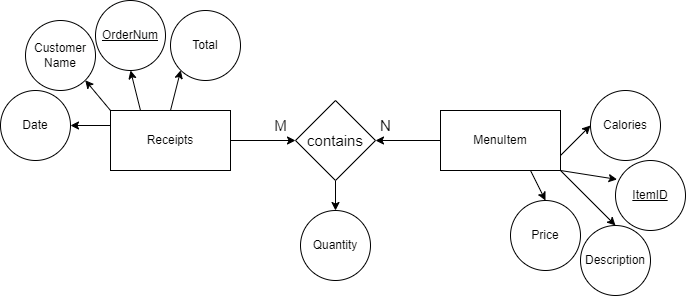 Customer
Name
OrderNum
Total
Date
Receipts
M
contains
N
MenuItem
Calories
ItemID
Quantity
Price
Description